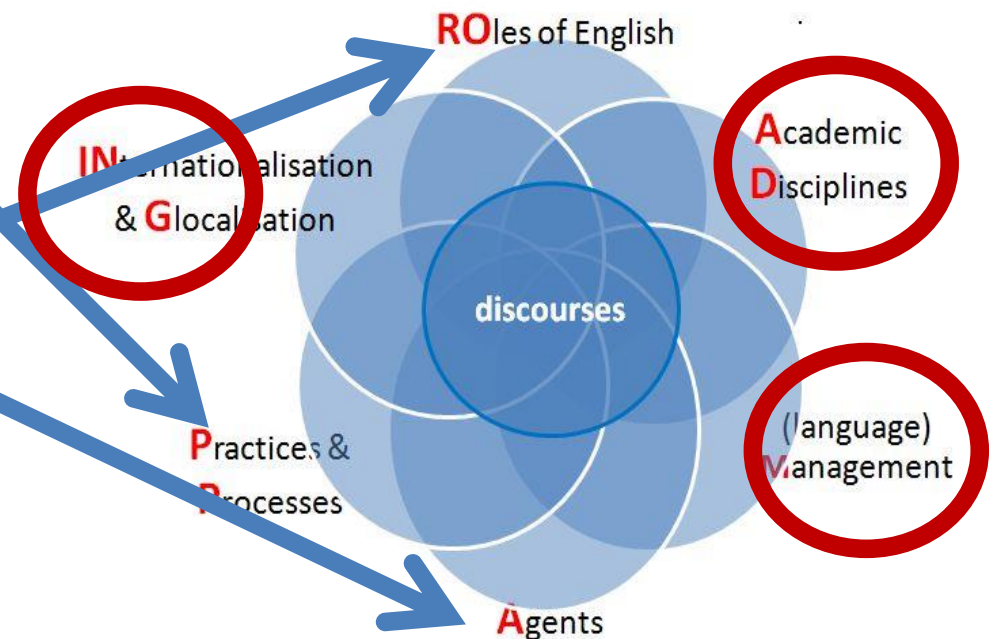 ROles of English
Academic
Disciplines
INternationalisation
& Glocalisation
discourses
(language)
Management
Practices &
Processes
Agents